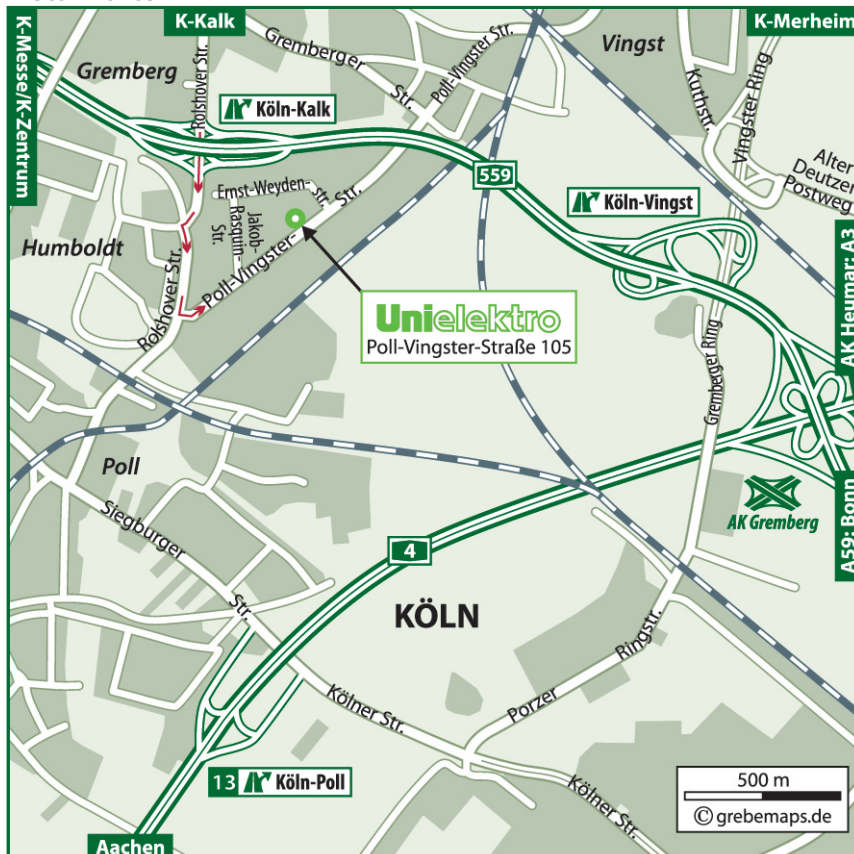 K-Kalk
K-Merheim
K-Messe/K-Zentrum
Gremberg
Rolshover Str.
Gremberger
Str.
Poll-Vingster-Str.
Vingst
Kuthstr.
Vingster Ring
Alter
Deutzer
Postweg
Köln-Kalk
559
Köln-Vingst
Ernst-Weyden-
str.
Jakob-
Rasquin-
Str.
Poll-Vingster-
Str.
Humboldt
Rolshover Str.
Unielektro
Poll-Vingster-Straße 105
AK Heumar: A3
Gremberger Ring
Poll
Siegburger
Str.
4
AK Gremberg
A59: Bonn
KÖLN
Kölner Str.
Porzer
Ringstr.
13
Köln-Poll
Kölner Str.
500 m
© grebemaps.de
Aachen